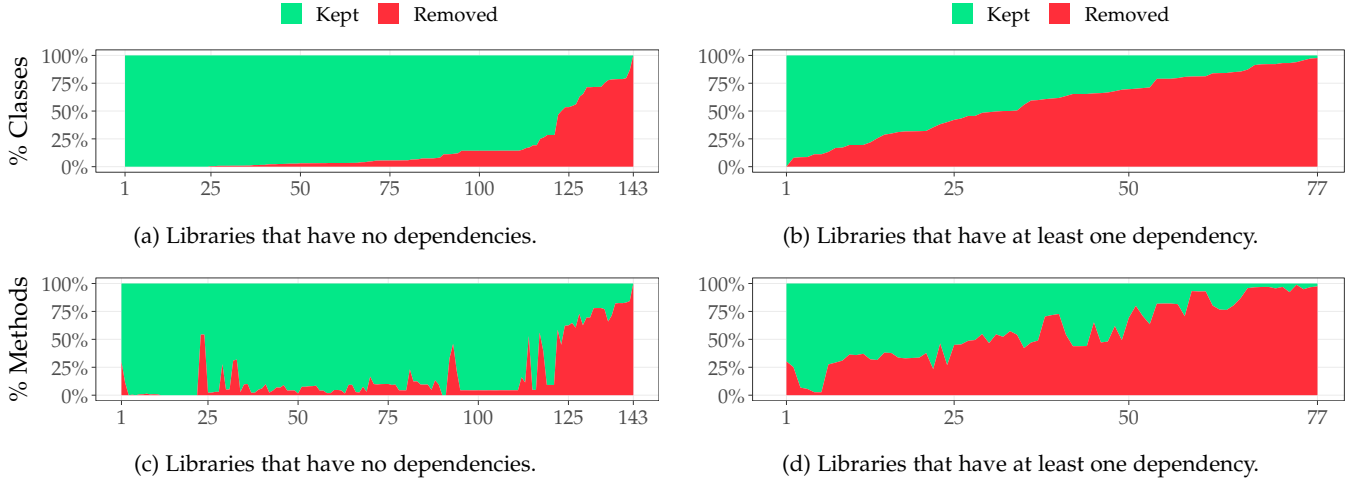 Kept Removed
Kept Removed
% Classes
100%
75%
50%
25%
0%
1 25 50 75 100 125 143
(a) Libraries that have no dependencies.
100%
75%
50%
25%
0%
1 25 50 77
(b) Libraries that have at least one dependency.
% Methods
100%
75%
50%
25%
0%
1 25 50 75 100 125 143
(c) Libraries that have no dependencies.
100%
75%
50%
25%
0%
1 25 50 77
(d) Libraries that have at least one dependency.